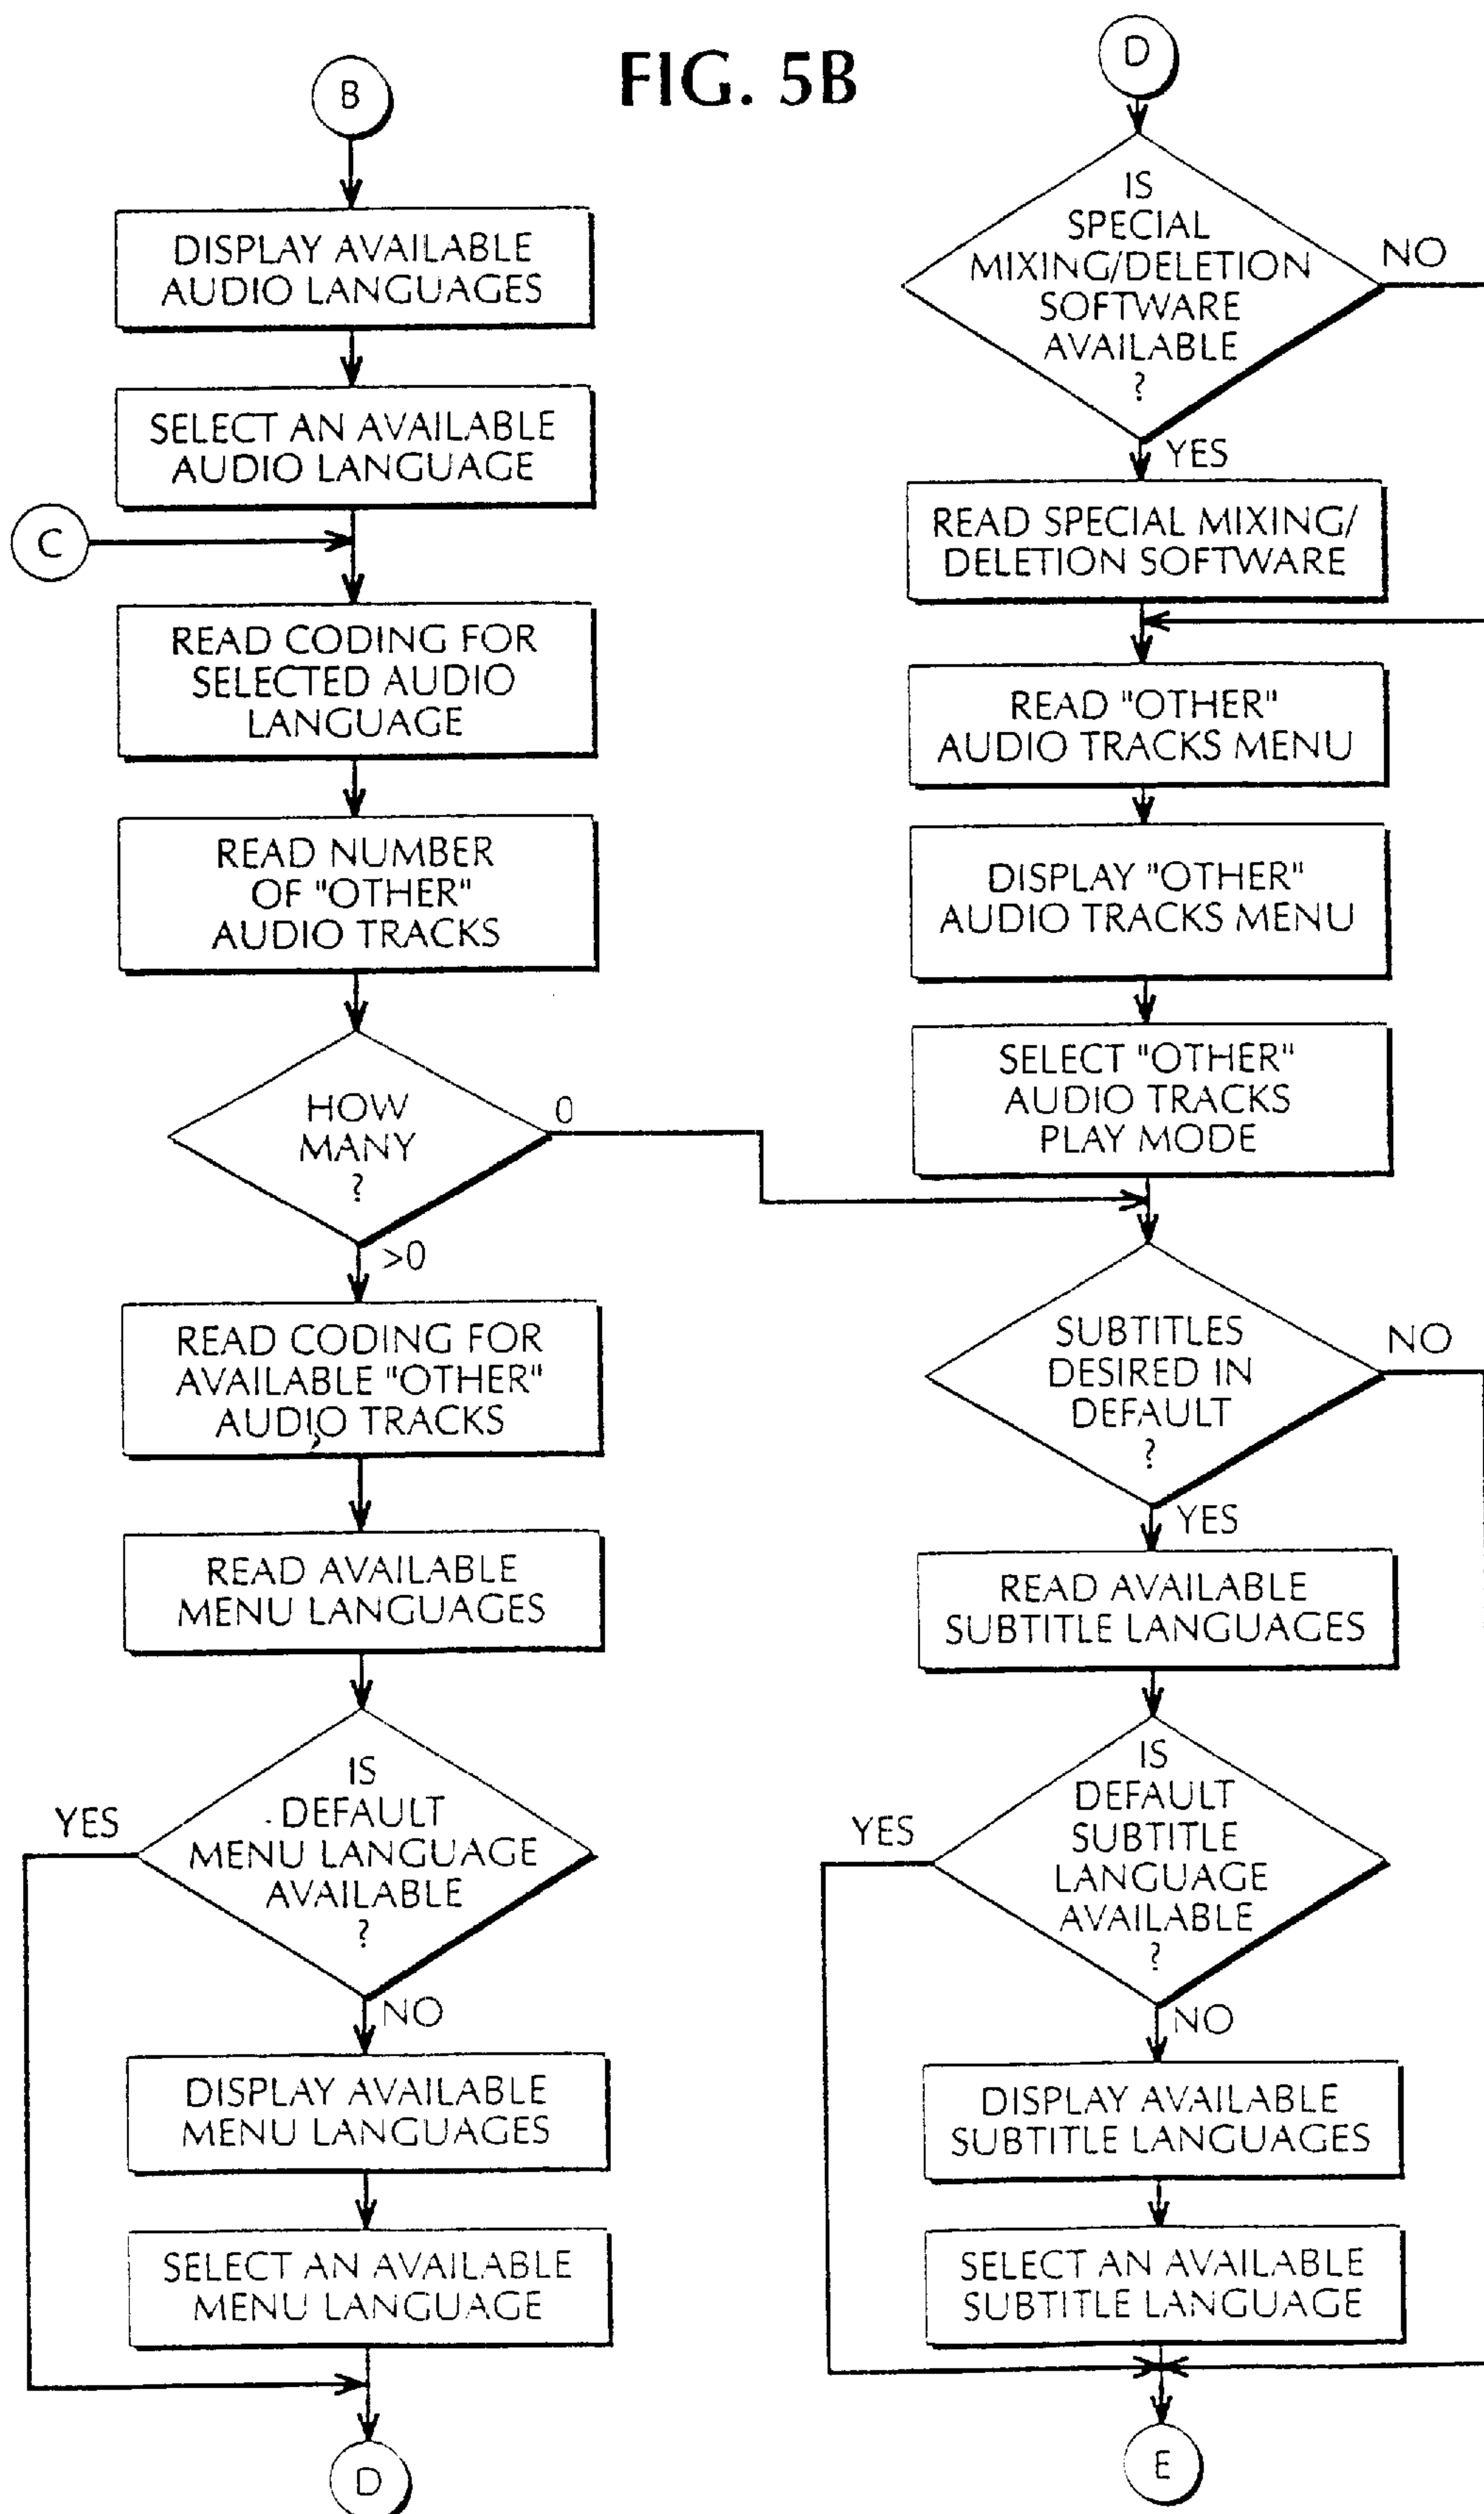 FIG. 5B
B
DISPLAY AVAILABLE
AUDIO LANGUAGES
SELECT AN AVAILABLE
AUDIO LANGUAGE
C
READ CODING FOR
SELECTED AUDIO
LANGUAGE
READ NUMBER
OF "OTHER"
AUDIO TRACKS
HOW
MANY
?
0
>0
READ CODING FOR
AVAILABLE "OTHER"
AUDIO TRACKS
READ AVAILABLE
MENU LANGUAGES
IS
DEFAULT
MENU LANGUAGE
AVAILABLE
?
YES
NO
DISPLAY AVAILABLE
MENU LANGUAGES
SELECT AN AVAILABLE
MENU LANGUAGE
D
D
IS
SPECIAL
MIXING/DELETION
SOFTWARE
AVAILABLE
?
NO
YES
READ SPECIAL MIXING/
DELETION SOFTWARE
READ "OTHER"
AUDIO TRACKS MENU
DISPLAY "OTHER"
AUDIO TRACKS MENU
SELECT "OTHER"
AUDIO TRACKS
PLAY MODE
SUBTITLES
DESIRED IN
DEFAULT
?
NO
YES
READ AVAILABLE
SUBTITLE LANGUAGES
IS
DEFAULT
SUBTITLE
LANGUAGE
AVAILABLE
?
YES
NO
DISPLAY AVAILABLE
SUBTITLE LANGUAGES
SELECT AN AVAILABLE
SUBTITLE LANGUAGE
E